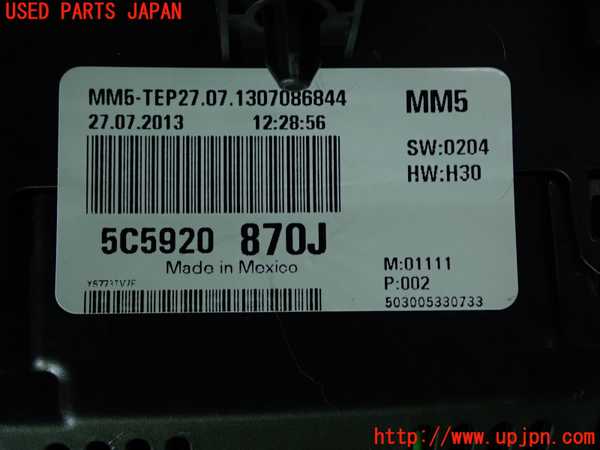 USED PARTS JAPAN
MM5-TEP27.07.1307086844
MM5
27.07.2013 12:28:56
SW:0204
HW:H30
5C5920 870J
Made in Mexico
M:01111
P:002
503005330733
http://www.upjpn.com/